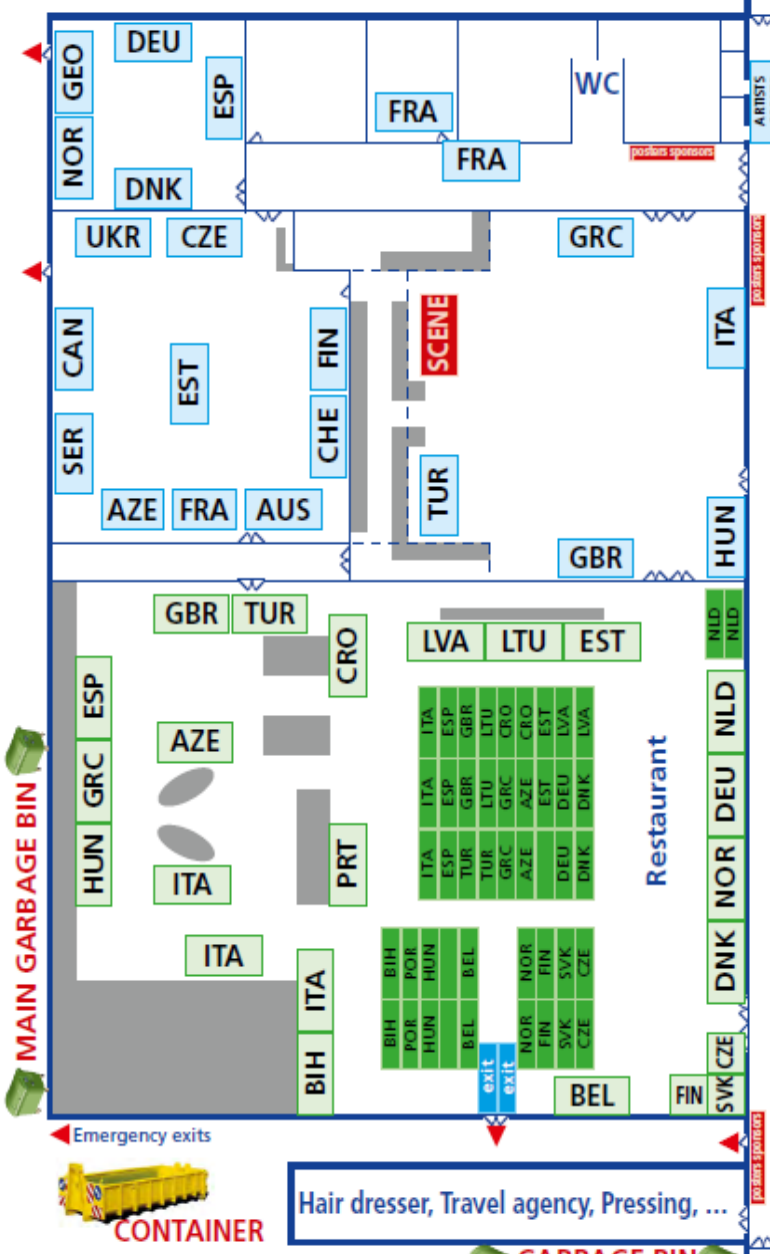 DEU
GEO
ESP
WC
ARTISTS
FRA
NOR
FRA
posters sponsors
DNK
UKR
CZE
GRC
posters sponsors
CAN
FIN
SCENE
ITA
EST
SER
CHE
TUR
AZE
FRA
AUS
HUN
GBR
GBR
TUR
CRO
LVA
LTU
EST
NLD
NLD
ESP
AZE
ITA ESP GBR LTU CRO CRO EST LVA LVA
NLD
GRC
ITA ESP GBR LTU GRC AZE EST DEU DNK
DEU
Restaurant
HUN
ITA
PRT
ITA ESP TUR TUR GRC AZE DEU DNK
NOR
MAIN GARBAGE BIN
ITA
ITA
BIH POR HUN BEL NOR FIN SVK CZE
DNK
BIH
BIH POR HUN BEL NOR FIN SVK CZE
CZE
exit
exit
BEL
FIN
SVK
Emergency exits
posters sponsors
CONTAINER
Hair dresser, Travel agency, Pressing, ...
GARBAGE BIN